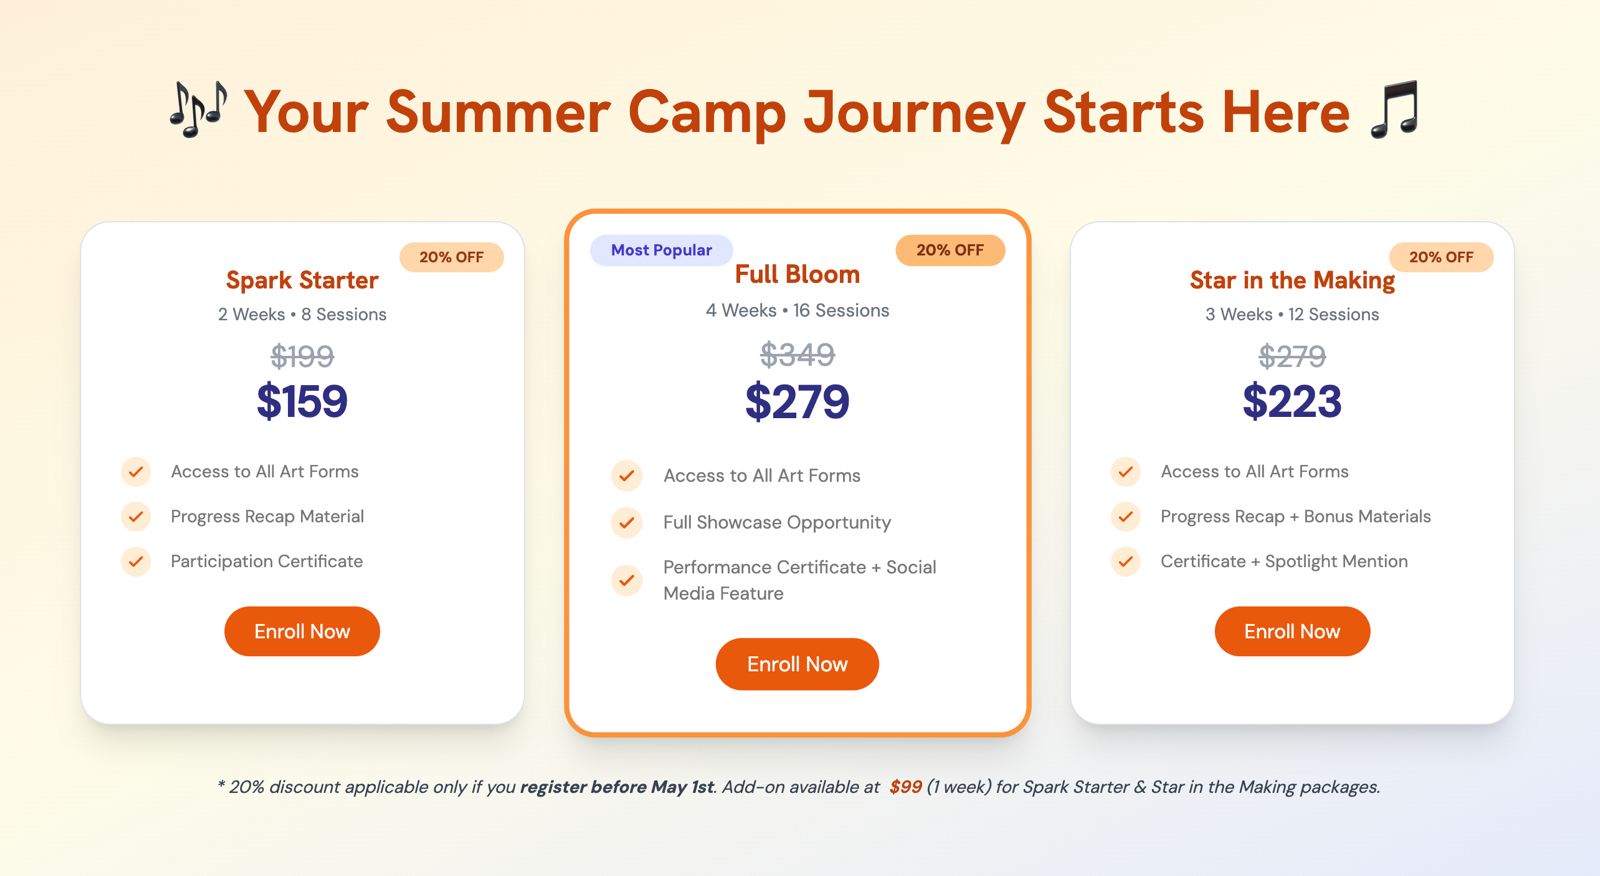 🎶 Your Summer Camp Journey Starts Here 🎵
20% OFF
Spark Starter
2 Weeks • 8 Sessions
$199
$159
Access to All Art Forms
Progress Recap Material
Participation Certificate
Enroll Now
Most Popular
20% OFF
Full Bloom
4 Weeks • 16 Sessions
$349
$279
Access to All Art Forms
Full Showcase Opportunity
Performance Certificate + Social
Media Feature
Enroll Now
20% OFF
Star in the Making
3 Weeks • 12 Sessions
$279
$223
Access to All Art Forms
Progress Recap + Bonus Materials
Certificate + Spotlight Mention
Enroll Now
* 20% discount applicable only if you register before May 1st. Add-on available at $99 (1 week) for Spark Starter & Star in the Making packages.